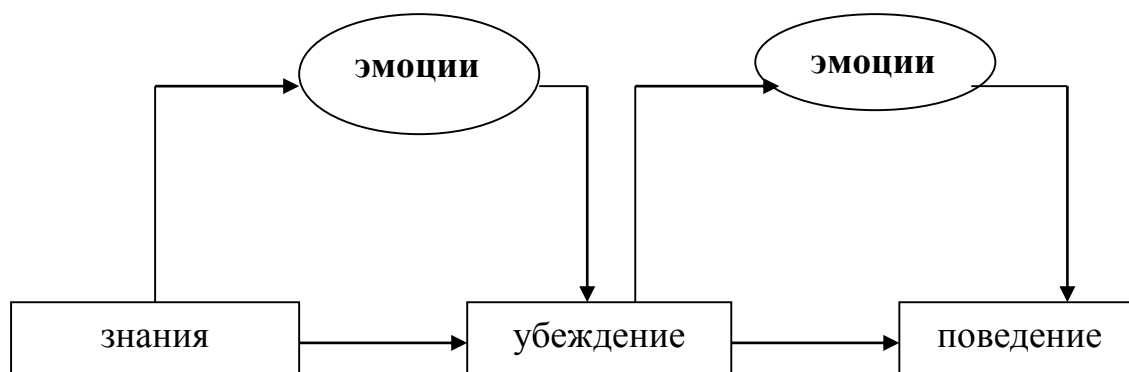 эмоции
эмоции
знания
убеждение
поведение